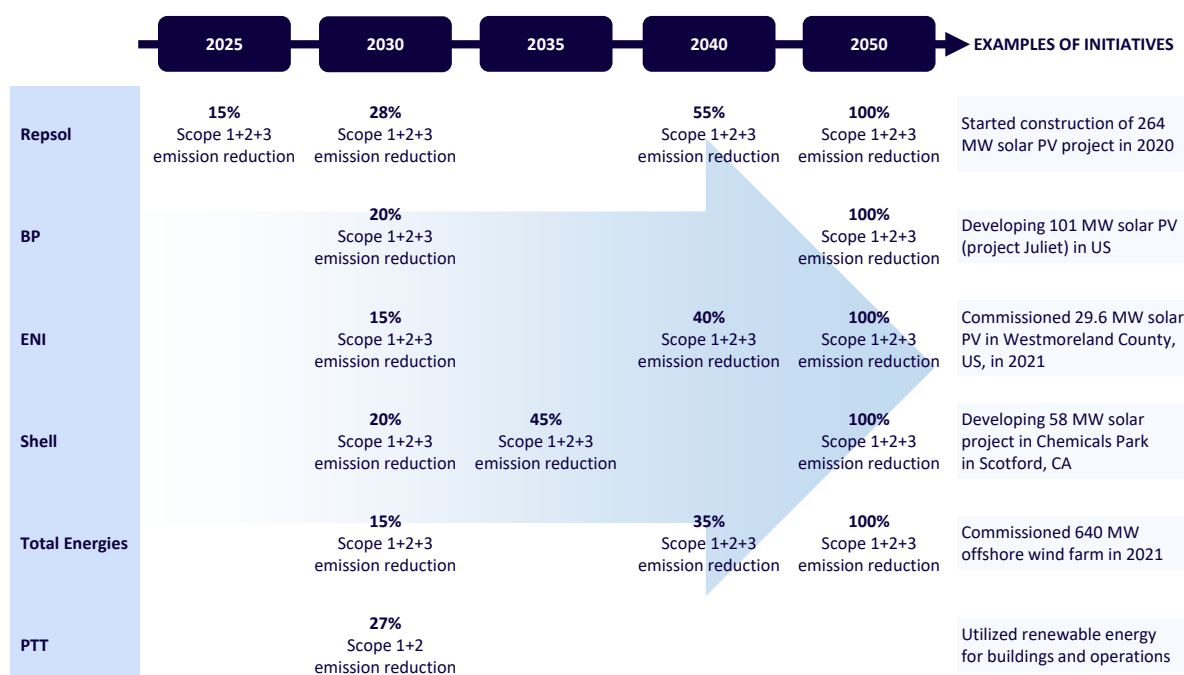 2025 2030 2035 2040 2050 EXAMPLES OF INITIATIVES
Repsol
15%
Scope 1+2+3
emission reduction
28%
Scope 1+2+3
emission reduction
55%
Scope 1+2+3
emission reduction
100%
Scope 1+2+3
emission reduction
Started construction of 264
MW solar PV project in 2020
BP
20%
Scope 1+2+3
emission reduction
100%
Scope 1+2+3
emission reduction
Developing 101 MW solar PV
(project Juliet) in US
ENI
15%
Scope 1+2+3
emission reduction
40%
Scope 1+2+3
emission reduction
100%
Scope 1+2+3
emission reduction
Commissioned 29.6 MW solar
PV in Westmoreland County,
US, in 2021
Shell
20%
Scope 1+2+3
emission reduction
45%
Scope 1+2+3
emission reduction
100%
Scope 1+2+3
emission reduction
Developing 58 MW solar
project in Chemicals Park
in Scotford, CA
Total Energies
15%
Scope 1+2+3
emission reduction
35%
Scope 1+2+3
emission reduction
100%
Scope 1+2+3
emission reduction
Commissioned 640 MW
offshore wind farm in 2021
PTT
27%
Scope 1+2
emission reduction
Utilized renewable energy
for buildings and operations